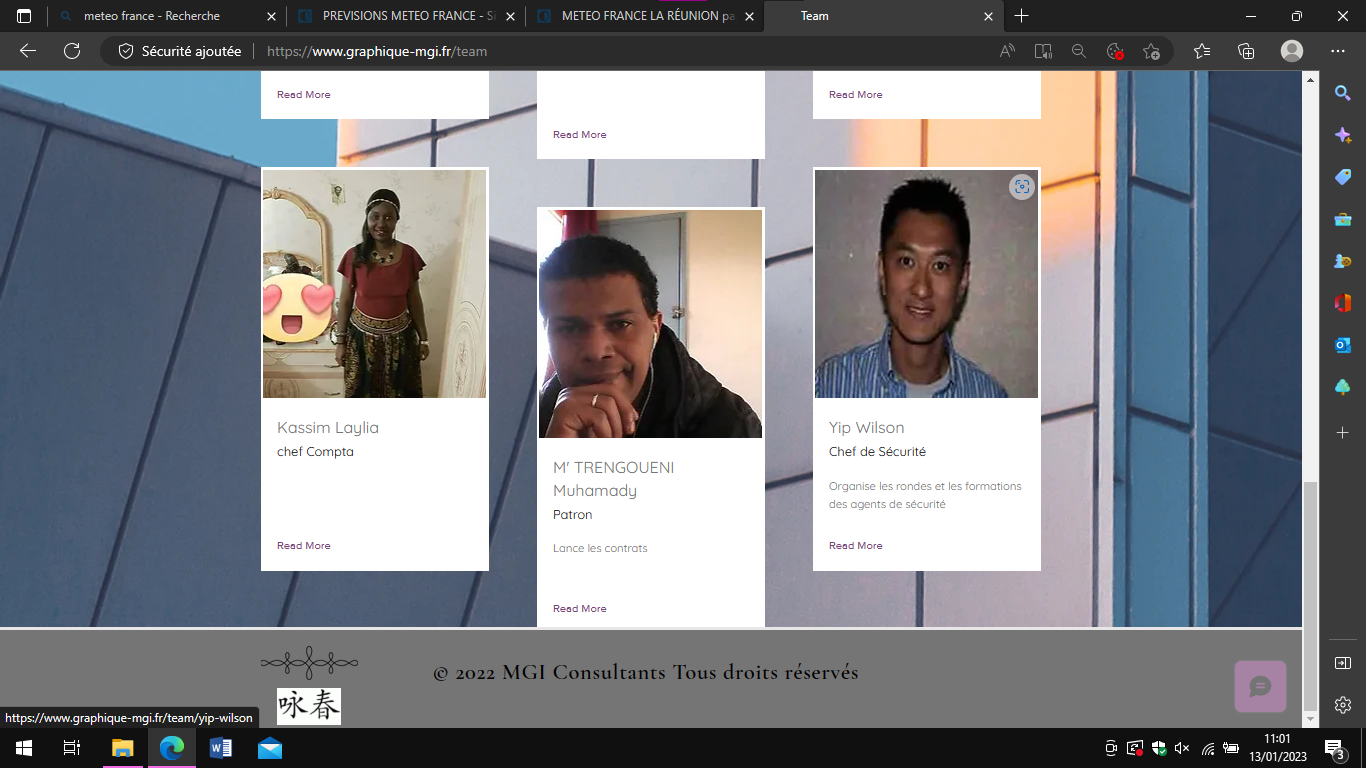 meteo france - Recherche
PREVISIONS METEO FRANCE - Si
METEO FRANCE LA RÉUNION pa
Team
Sécurité ajoutée
https://www.graphique-mgi.fr/team
Read More
Read More
Read More
Kassim Laylia
chef Compta
Read More
M' TRENGOUENI
Muhamady
Patron
Lance les contrats
Read More
Yip Wilson
Chef de Sécurité
Organise les rondes et les formations
des agents de sécurité
Read More
© 2022 MGI Consultants Tous droits réservés
咏春
https://www.graphique-mgi.fr/team/yip-wilson
11:01
13/01/2023
3